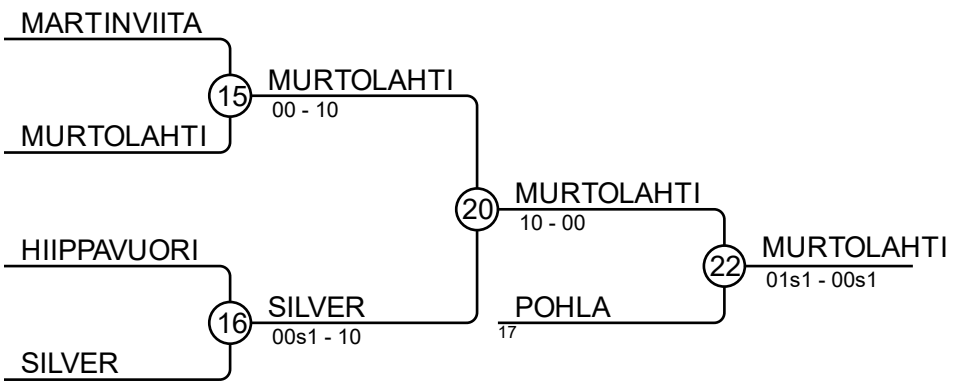 MARTINVIITA
15
MURTOLAHTI
00 - 10
MURTOLAHTI
20
MURTOLAHTI
10 - 00
HIIPPAVUORI
22
MURTOLAHTI
01s1 - 00s1
16
SILVER
00s1 - 10
POHLA
17
SILVER